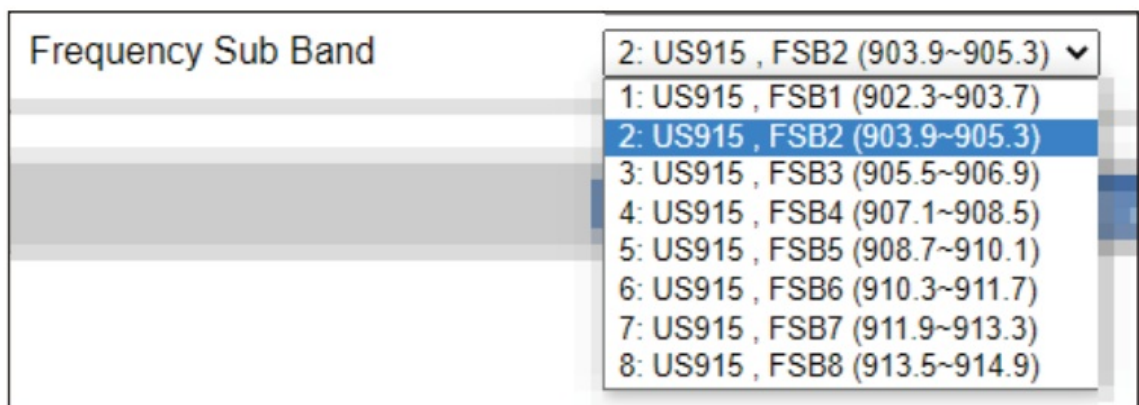 Frequency Sub Band
2: US915 , FSB2 (903.9~905.3)
1: US915 , FSB1 (902.3~903.7)
2: US915 , FSB2 (903.9~905.3)
3: US915 , FSB3 (905.5~906.9)
4: US915 , FSB4 (907.1~908.5)
5: US915 , FSB5 (908.7~910.1)
6: US915 , FSB6 (910.3~911.7)
7: US915 , FSB7 (911.9~913.3)
8: US915 , FSB8 (913.5~914.9)